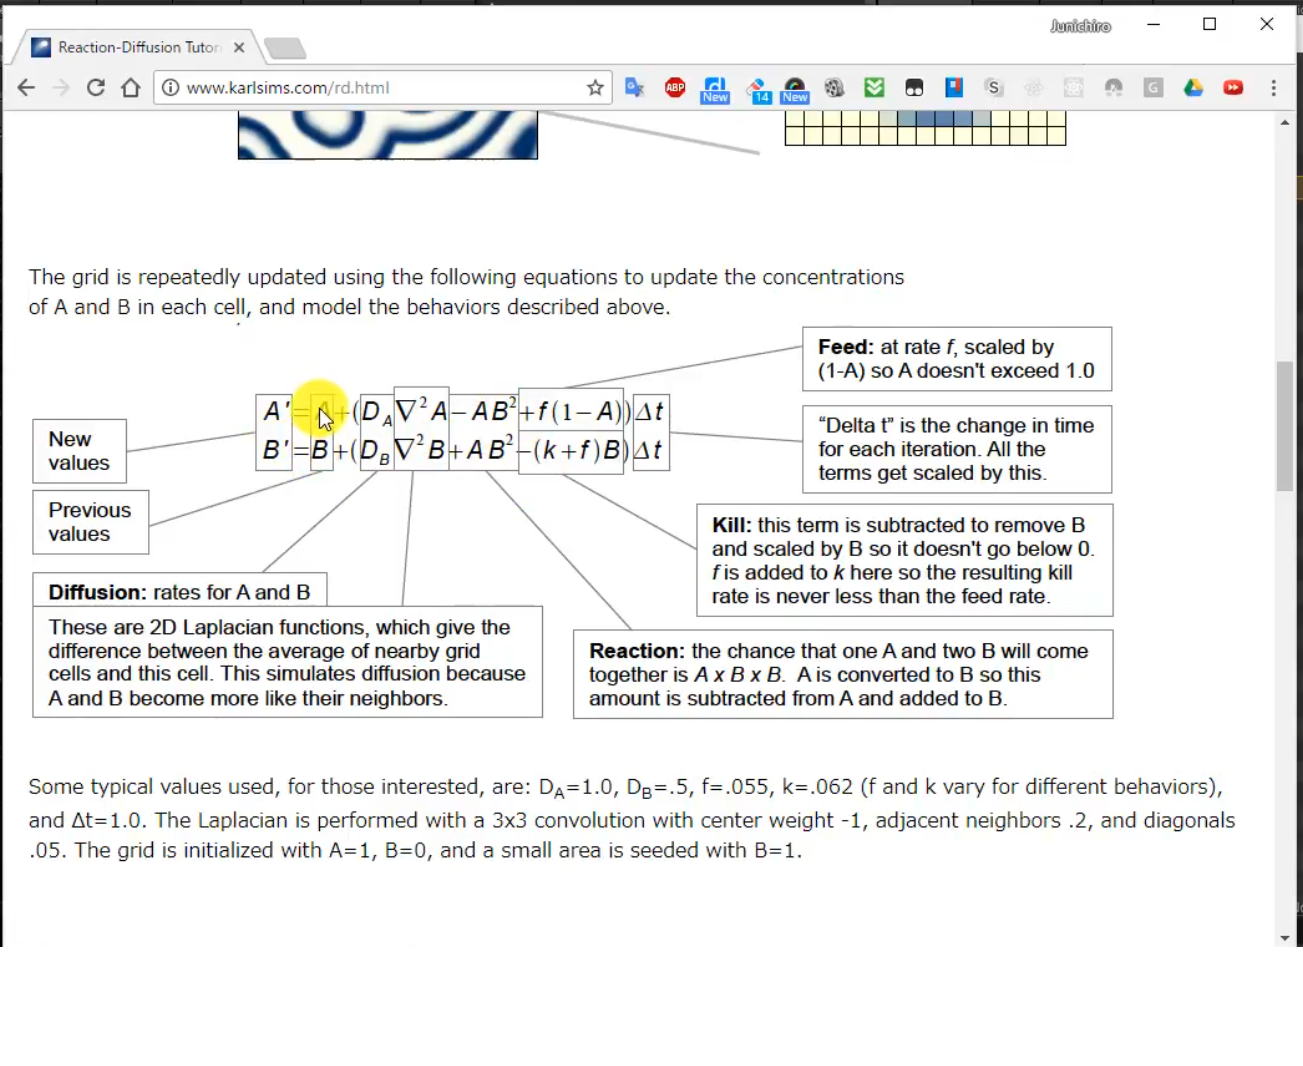 Junichiro
Reaction-Diffusion Tutor
www.karlsims.com/rd.html
ABP
New
14
New
S
G
The grid is repeatedly updated using the following equations to update the concentrations
of A and B in each cell, and model the behaviors described above.
Feed: at rate f, scaled by
(1-A) so A doesn't exceed 1.0
A'=A+(D_A∇²A−AB²+f(1−A))Δt
B'=B+(D_B∇²B+AB²−(k+f)B)Δt
New
values
“Delta t” is the change in time
for each iteration. All the
terms get scaled by this.
Previous
values
Kill: this term is subtracted to remove B
and scaled by B so it doesn't go below 0.
f is added to k here so the resulting kill
rate is never less than the feed rate.
Diffusion: rates for A and B
These are 2D Laplacian functions, which give the
difference between the average of nearby grid
cells and this cell. This simulates diffusion because
A and B become more like their neighbors.
Reaction: the chance that one A and two B will come
together is A x B x B. A is converted to B so this
amount is subtracted from A and added to B.
Some typical values used, for those interested, are: D_A=1.0, D_B=.5, f=.055, k=.062 (f and k vary for different behaviors),
and Δt=1.0. The Laplacian is performed with a 3x3 convolution with center weight -1, adjacent neighbors .2, and diagonals
.05. The grid is initialized with A=1, B=0, and a small area is seeded with B=1.